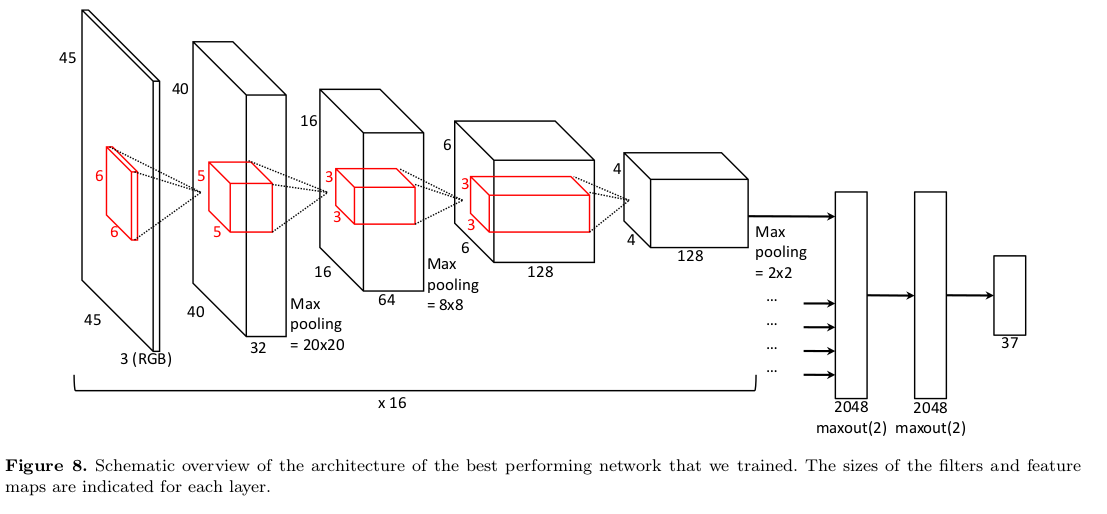 45
45
3 (RGB)
6
6
40
40
32
5
5
Max
pooling
= 20x20
16
16
64
3
3
Max
pooling
= 8x8
6
6
128
3
3
4
4
128
Max
pooling
= 2x2
...
...
...
...
x 16
2048
maxout(2)
2048
maxout(2)
37
Figure 8. Schematic overview of the architecture of the best performing network that we trained. The sizes of the filters and feature
maps are indicated for each layer.